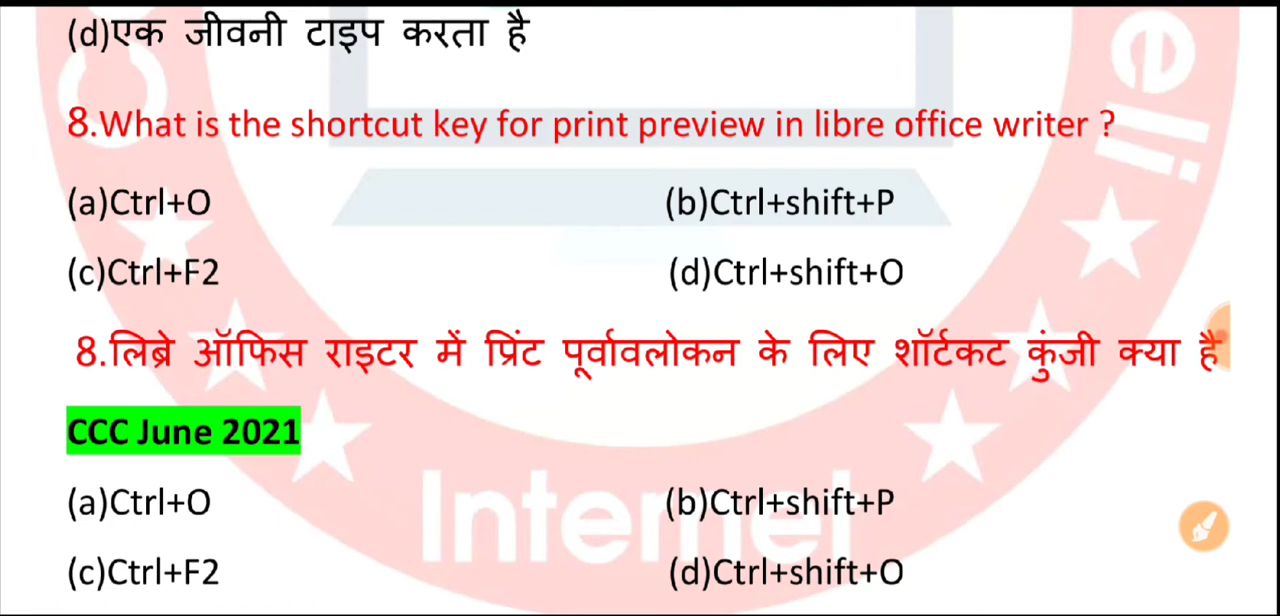 (d)एक जीवनी टाइप करता है
8.What is the shortcut key for print preview in libre office writer ?
(a)Ctrl+O (b)Ctrl+shift+P
(c)Ctrl+F2 (d)Ctrl+shift+O
8.लिब्रे ऑफिस राइटर में प्रिंट पूर्वावलोकन के लिए शॉर्टकट कुंजी क्या है
CCC June 2021
(a)Ctrl+O (b)Ctrl+shift+P
(c)Ctrl+F2 (d)Ctrl+shift+O